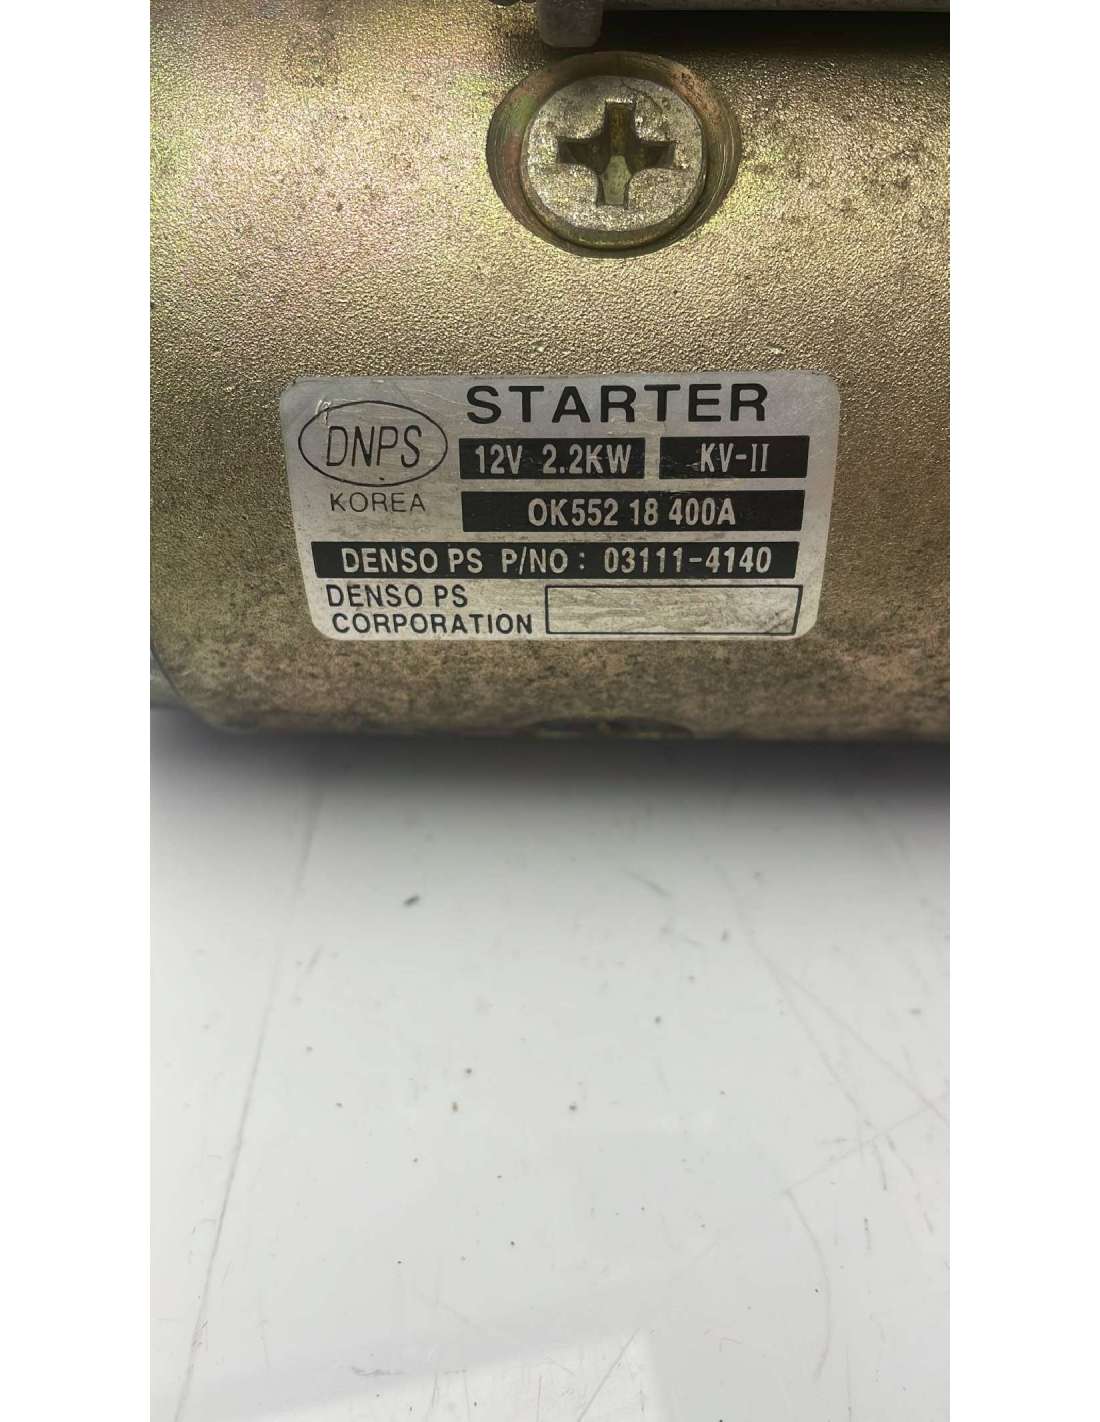 STARTER
DNPS
KOREA
12V 2.2KW KV-II
OK552 18 400A
DENSO PS P/NO : 03111-4140
DENSO PS
CORPORATION